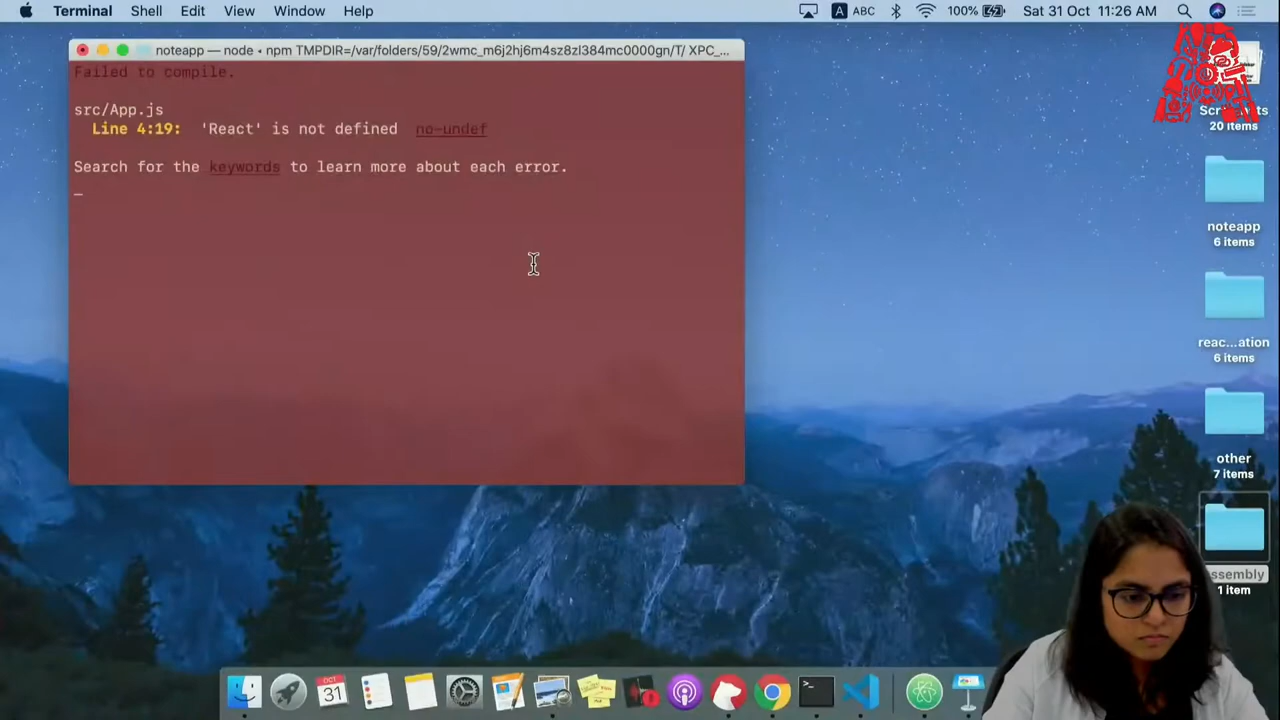 Terminal Shell Edit View Window Help
A ABC 100% Sat 31 Oct 11:26 AM
noteapp — node ◂ npm TMPDIR=/var/folders/59/2wmc_m6j2hj6m4sz8zl384mc0000gn/T/ XPC_...
Failed to compile.
src/App.js
Line 4:19: 'React' is not defined no-undef
Search for the keywords to learn more about each error.
20 items
noteapp
6 items
reac...ation
6 items
other
7 items
ssembly
1 item
OCT
31